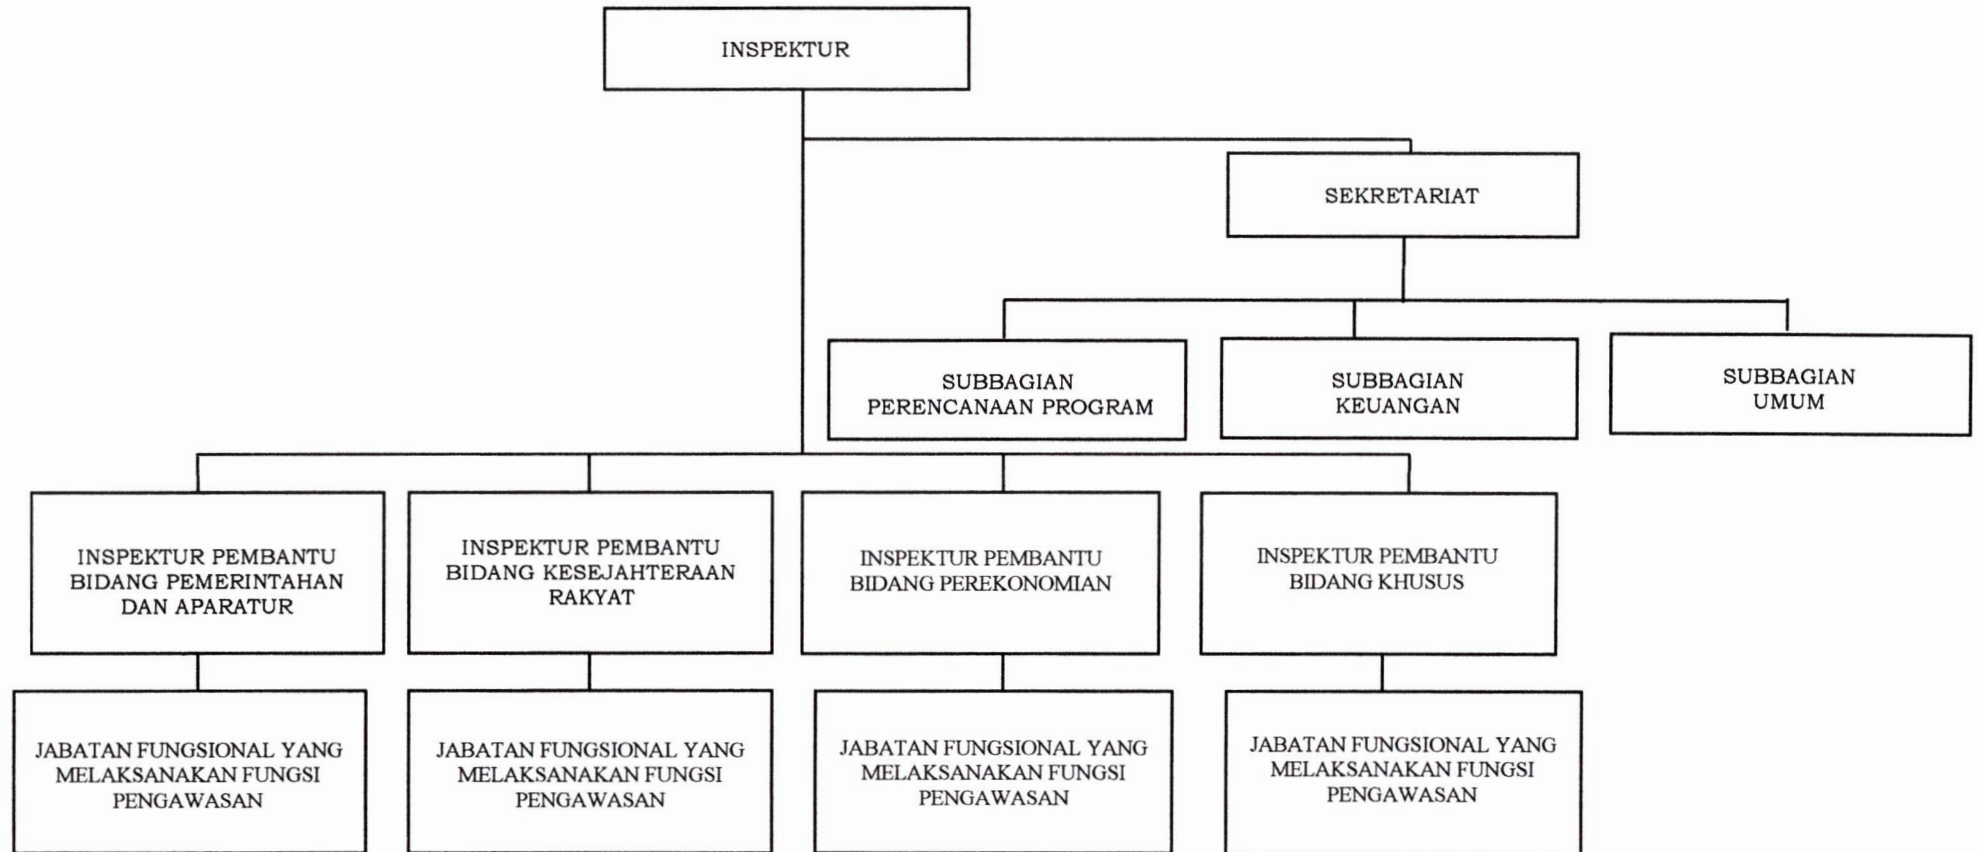 INSPEKTUR
SEKRETARIAT
SUBBAGIAN
PERENCANAAN PROGRAM
SUBBAGIAN
KEUANGAN
SUBBAGIAN
UMUM
INSPEKTUR PEMBANTU
BIDANG PEMERINTAHAN
DAN APARATUR
INSPEKTUR PEMBANTU
BIDANG KESEJAHTERAAN
RAKYAT
INSPEKTUR PEMBANTU
BIDANG PEREKONOMIAN
INSPEKTUR PEMBANTU
BIDANG KHUSUS
JABATAN FUNGSIONAL YANG
MELAKSANAKAN FUNGSI
PENGAWASAN
JABATAN FUNGSIONAL YANG
MELAKSANAKAN FUNGSI
PENGAWASAN
JABATAN FUNGSIONAL YANG
MELAKSANAKAN FUNGSI
PENGAWASAN
JABATAN FUNGSIONAL YANG
MELAKSANAKAN FUNGSI
PENGAWASAN